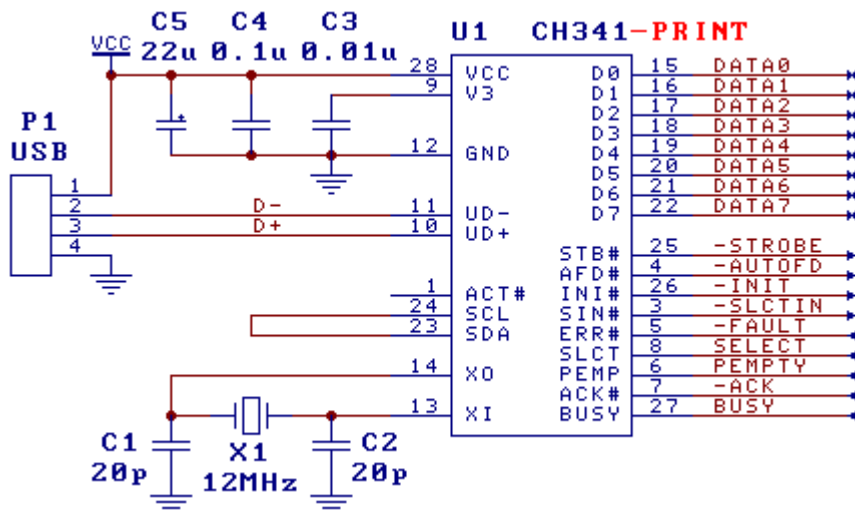 C5 C4 C3 U1 CH341-PRINT
VCC 22u 0.1u 0.01u
28 VCC D0 15 DATA0
9 V3 D1 16 DATA1
D2 17 DATA2
P1 D3 18 DATA3
USB 12 GND D4 19 DATA4
D5 20 DATA5
1 D6 21 DATA6
2 D- 11 UD- D7 22 DATA7
3 D+ 10 UD+
4 STB# 25 -STROBE
AFD# 4 -AUTOFD
1 ACT# INI# 26 -INIT
24 SCL SIN# 3 -SLCTIN
23 SDA ERR# 5 -FAULT
SLCT 8 SELECT
14 XO PEMP 6 PEMPTY
ACK# 7 -ACK
13 XI BUSY 27 BUSY
C1 X1 C2
20p 12MHz 20p